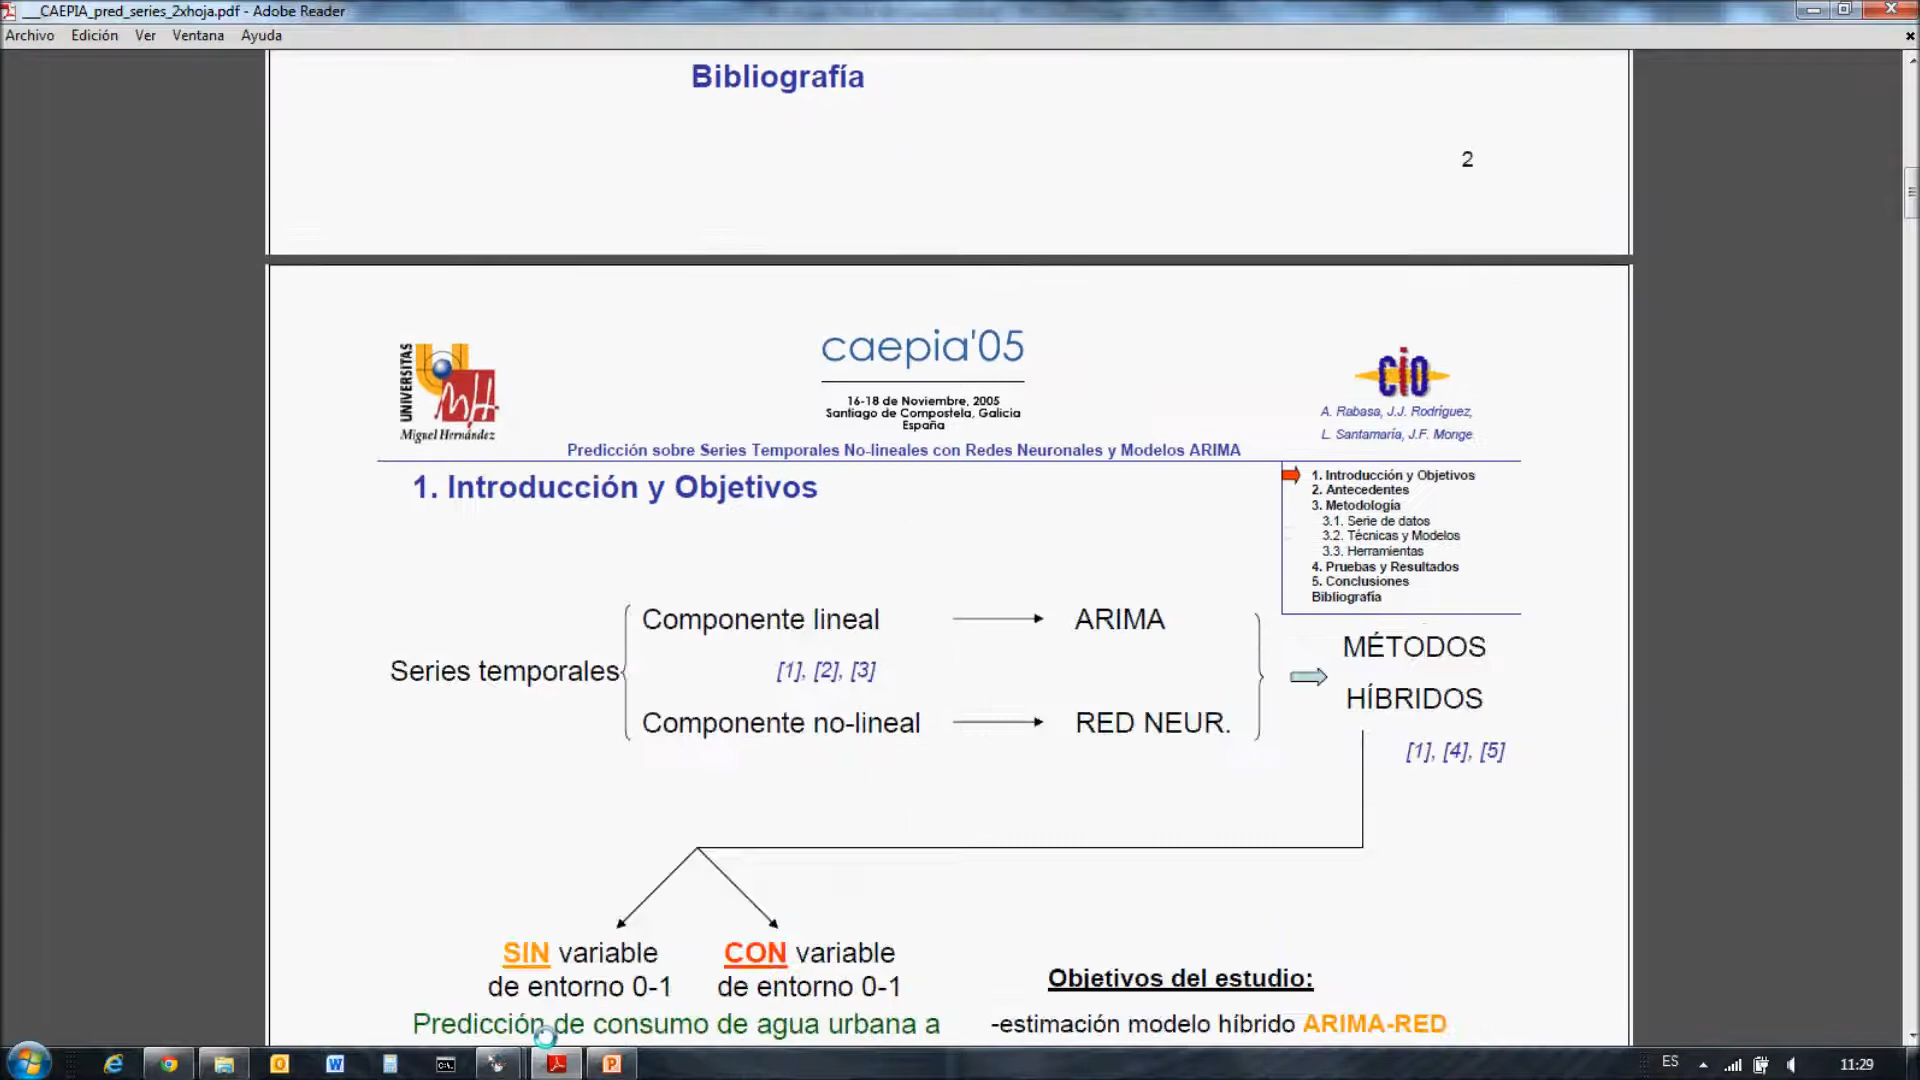 ___CAEPIA_pred_series_2xhoja.pdf - Adobe Reader
Archivo Edición Ver Ventana Ayuda
Bibliografía
2
UNIVERSITAS
Miguel Hernández
caepia'05
16-18 de Noviembre, 2005
Santiago de Compostela, Galicia
España
cio
A. Rabasa, J.J. Rodríguez,
L. Santamaría, J.F. Monge
Predicción sobre Series Temporales No-lineales con Redes Neuronales y Modelos ARIMA
1. Introducción y Objetivos
1. Introducción y Objetivos
2. Antecedentes
3. Metodología
3.1. Serie de datos
3.2. Técnicas y Modelos
3.3. Herramientas
4. Pruebas y Resultados
5. Conclusiones
Bibliografía
Series temporales
Componente lineal
ARIMA
[1], [2], [3]
Componente no-lineal
RED NEUR.
MÉTODOS
HÍBRIDOS
[1], [4], [5]
SIN variable
de entorno 0-1
CON variable
de entorno 0-1
Predicción de consumo de agua urbana a
Objetivos del estudio:
-estimación modelo híbrido ARIMA-RED
ES
11:29